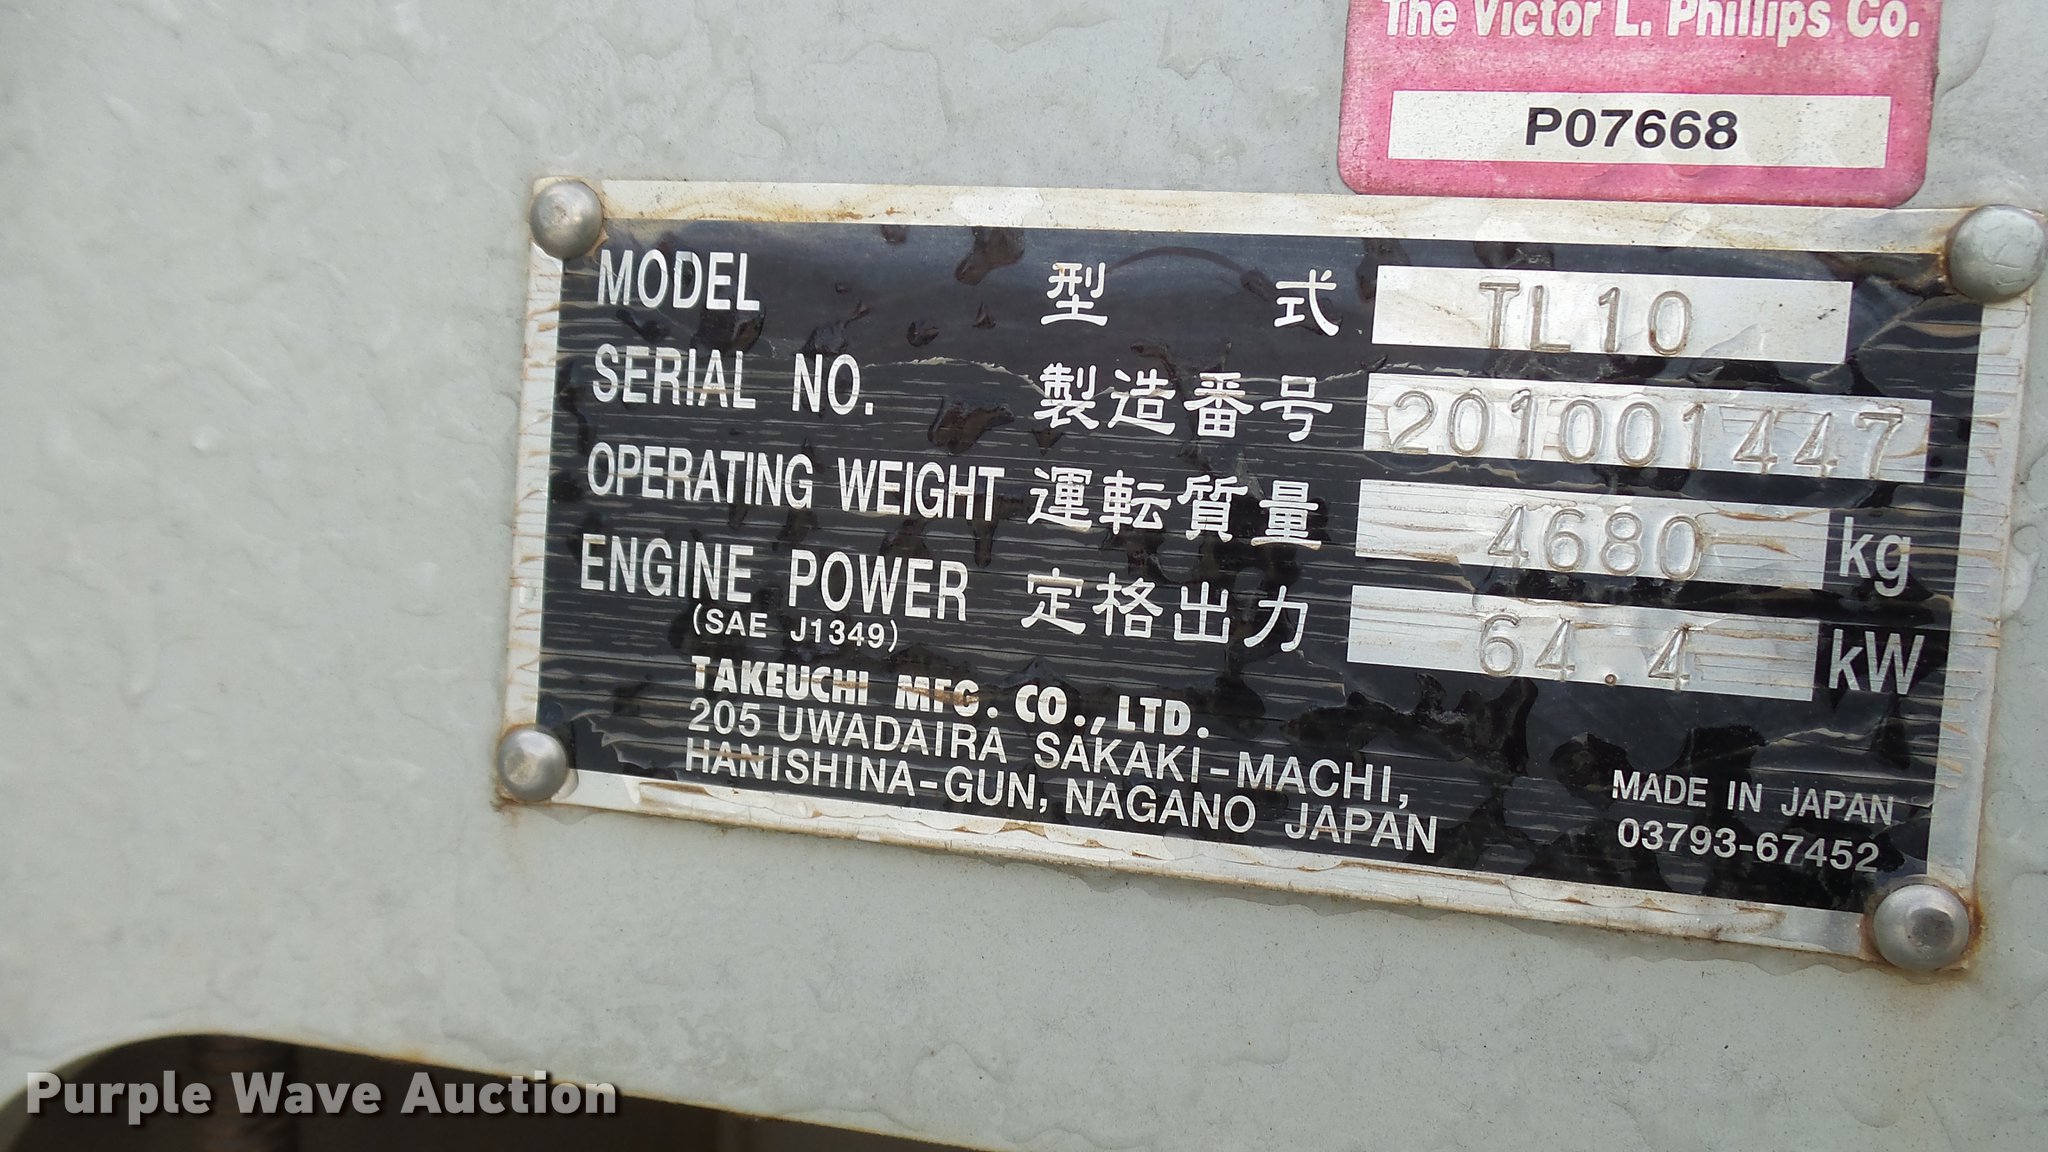 The Victor L. Phillips Co.
P07668
MODEL 型 式 TL10
SERIAL NO. 製造番号 201001447
OPERATING WEIGHT 運転質量 4680 kg
ENGINE POWER 定格出力 64.4 kW
(SAE J1349)
TAKEUCHI MFG. CO., LTD.
205 UWADAIRA SAKAKI-MACHI,
HANISHINA-GUN, NAGANO JAPAN
MADE IN JAPAN
03793-67452
Purple Wave Auction